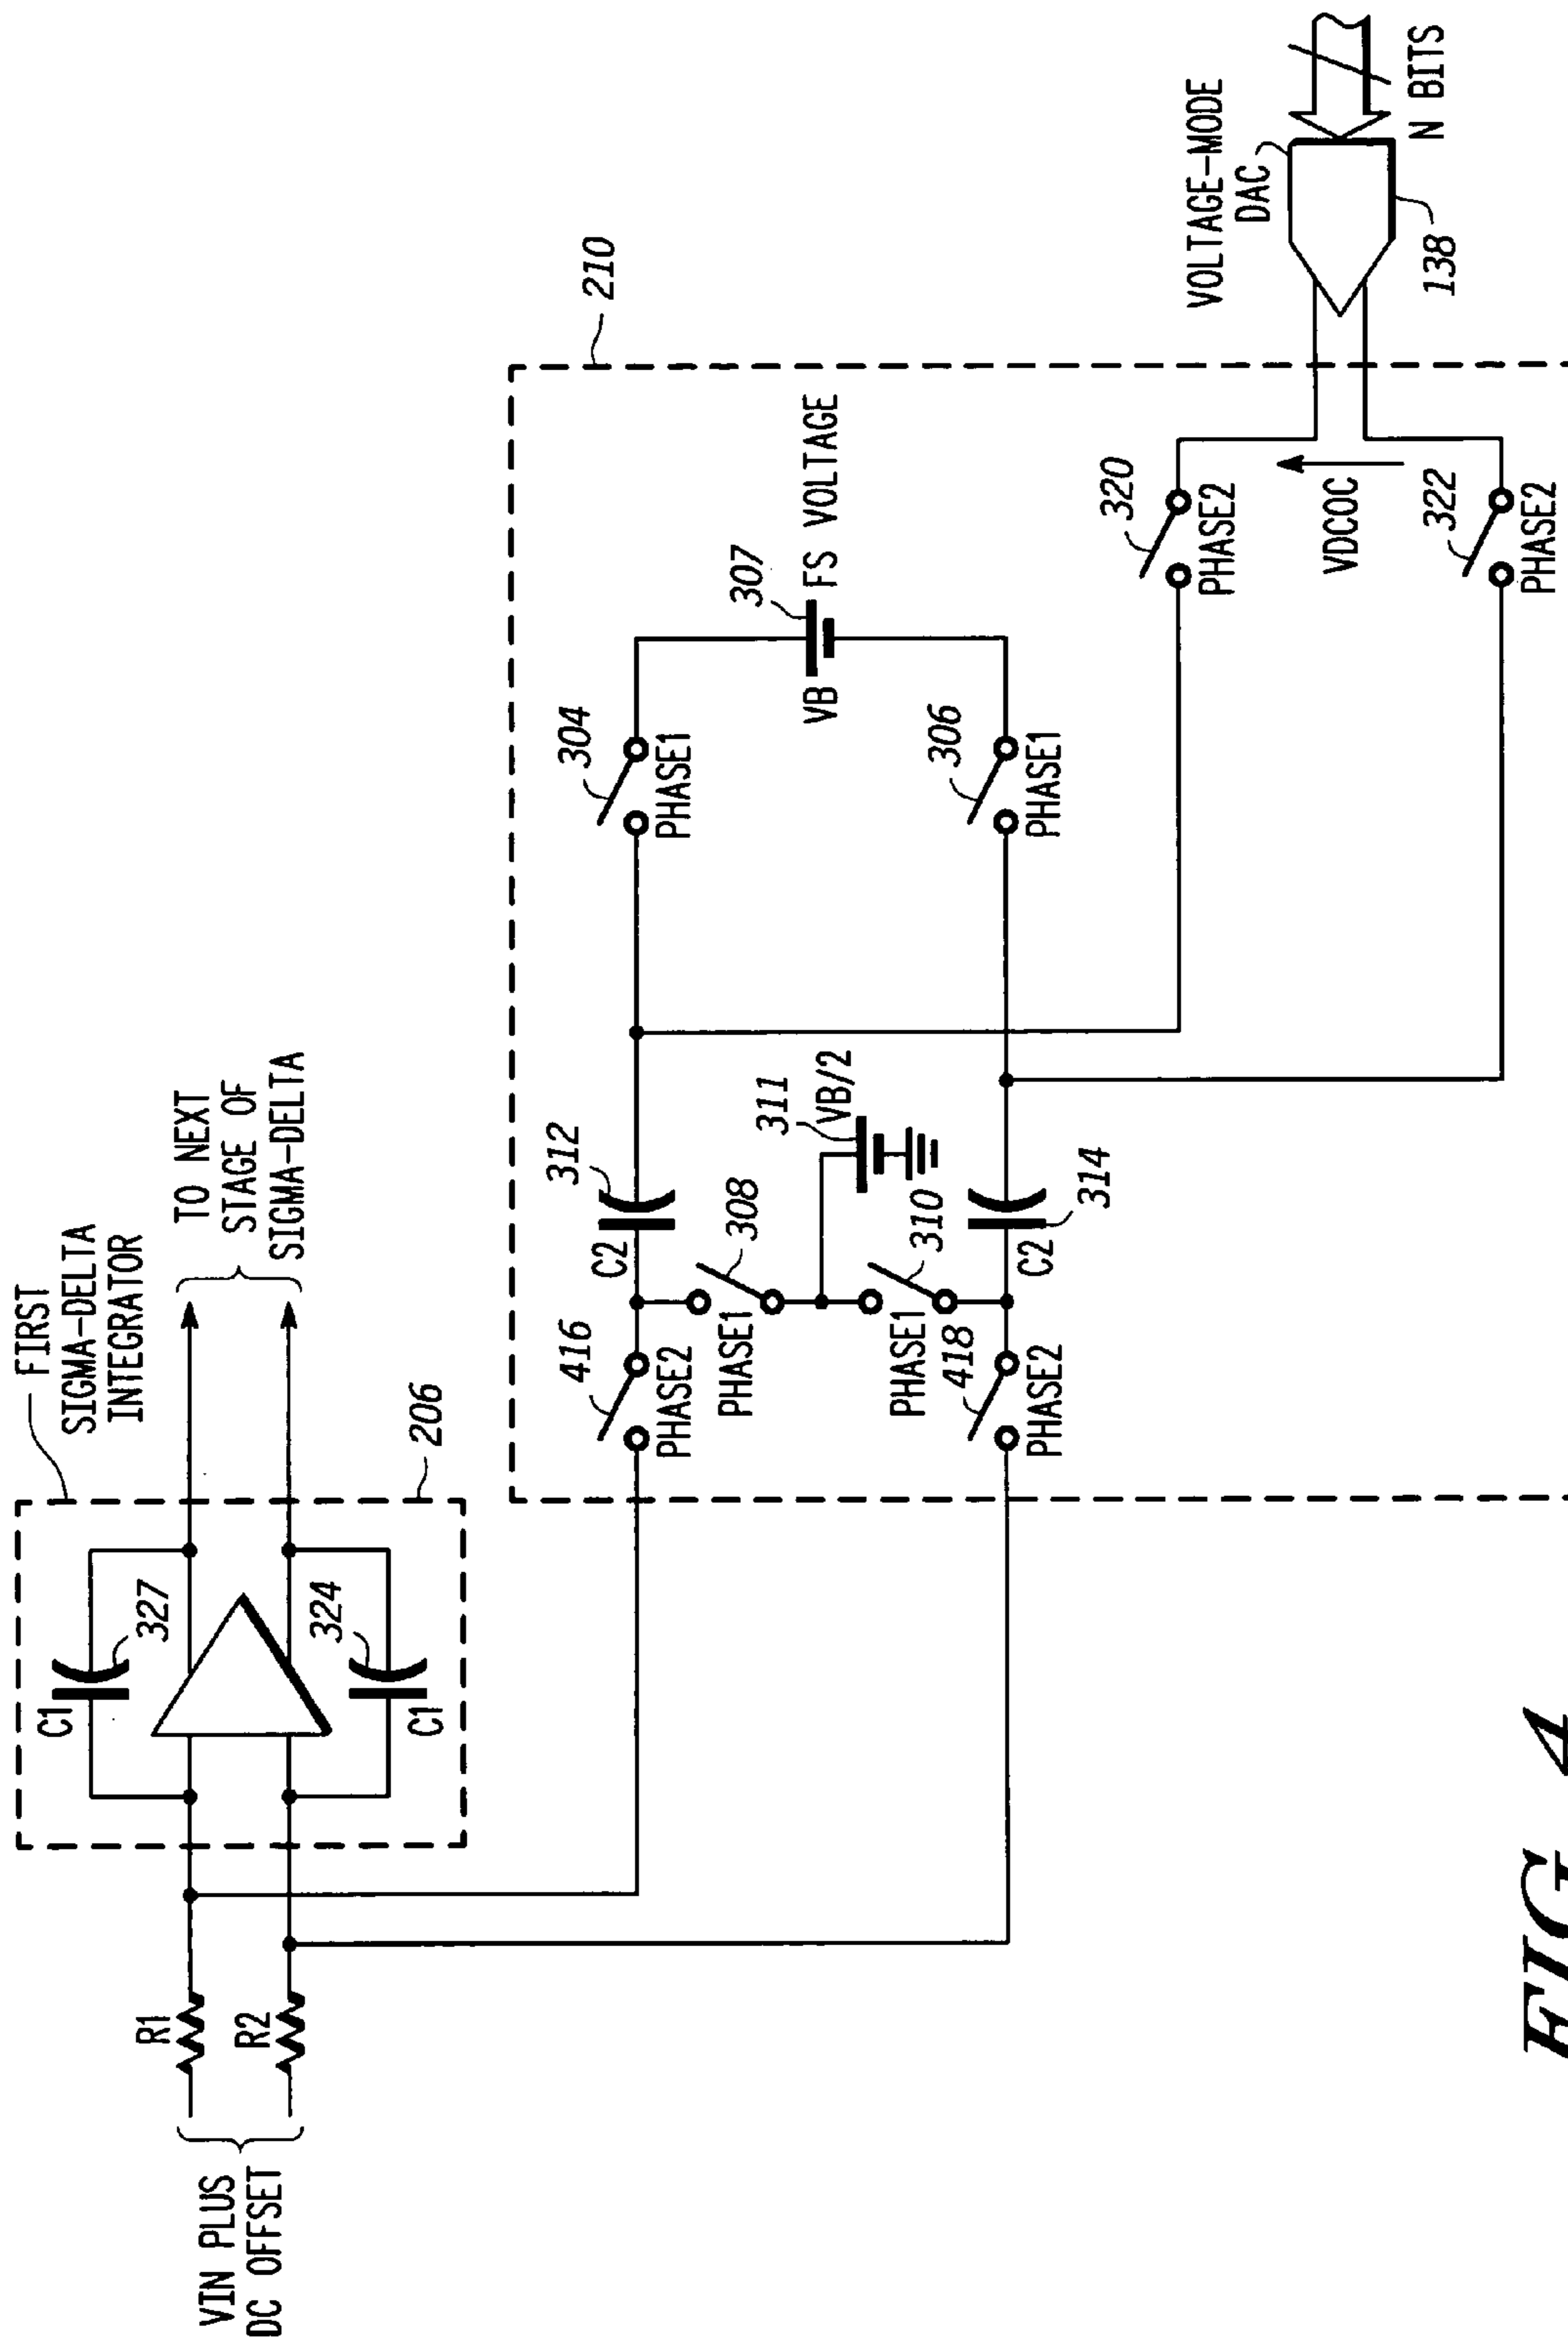 FIRST
SIGMA-DELTA
INTEGRATOR
TO NEXT
STAGE OF
SIGMA-DELTA
VIN PLUS
DC OFFSET
R1
R2
C1
327
324
C1
206
210
416
PHASE2
C2
312
304
PHASE1
307
VB
FS VOLTAGE
PHASE1
308
311
VB/2
PHASE1
310
418
PHASE2
C2
314
306
PHASE1
320
PHASE2
VDCOC
322
PHASE2
VOLTAGE-MODE
DAC
138
N BITS
FIG. 4